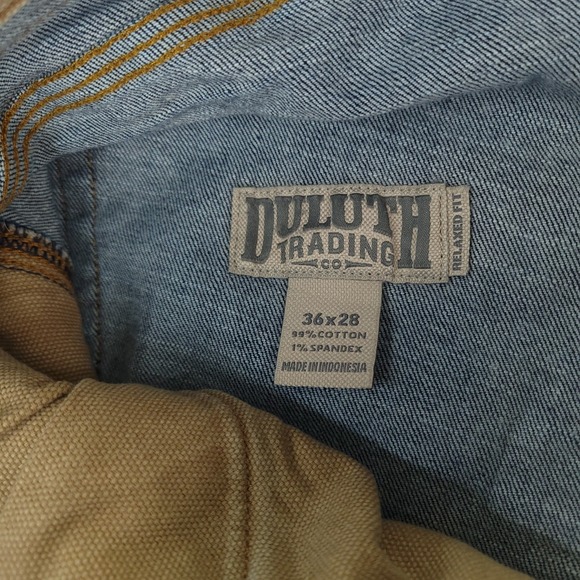 DULUTH
TRADING
CO
RELAXED FIT
36x28
99% COTTON
1% SPANDEX
MADE IN INDONESIA